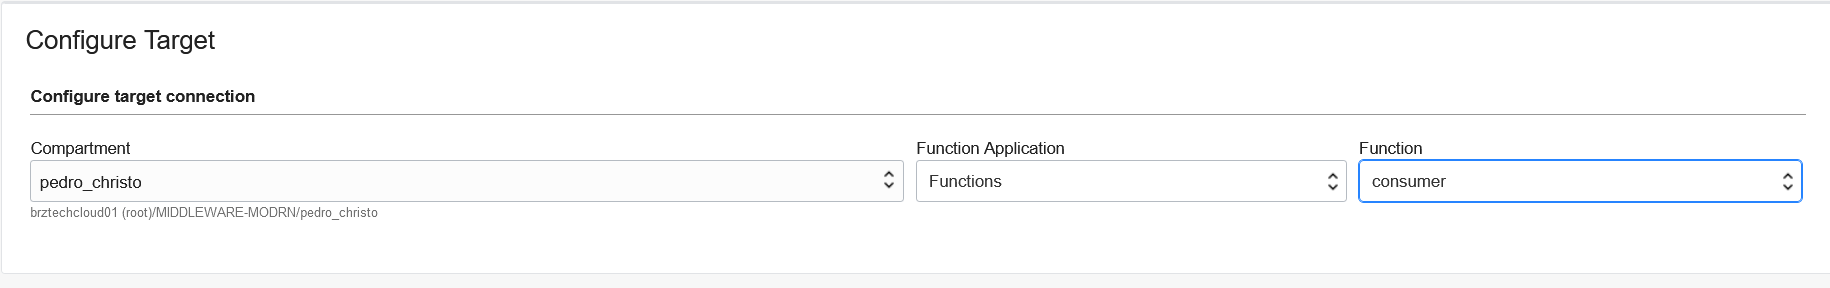 Configure Target
Configure target connection
Compartment
Function Application
Function
pedro_christo
Functions
consumer
brztechcloud01 (root)/MIDDLEWARE-MODRN/pedro_christo